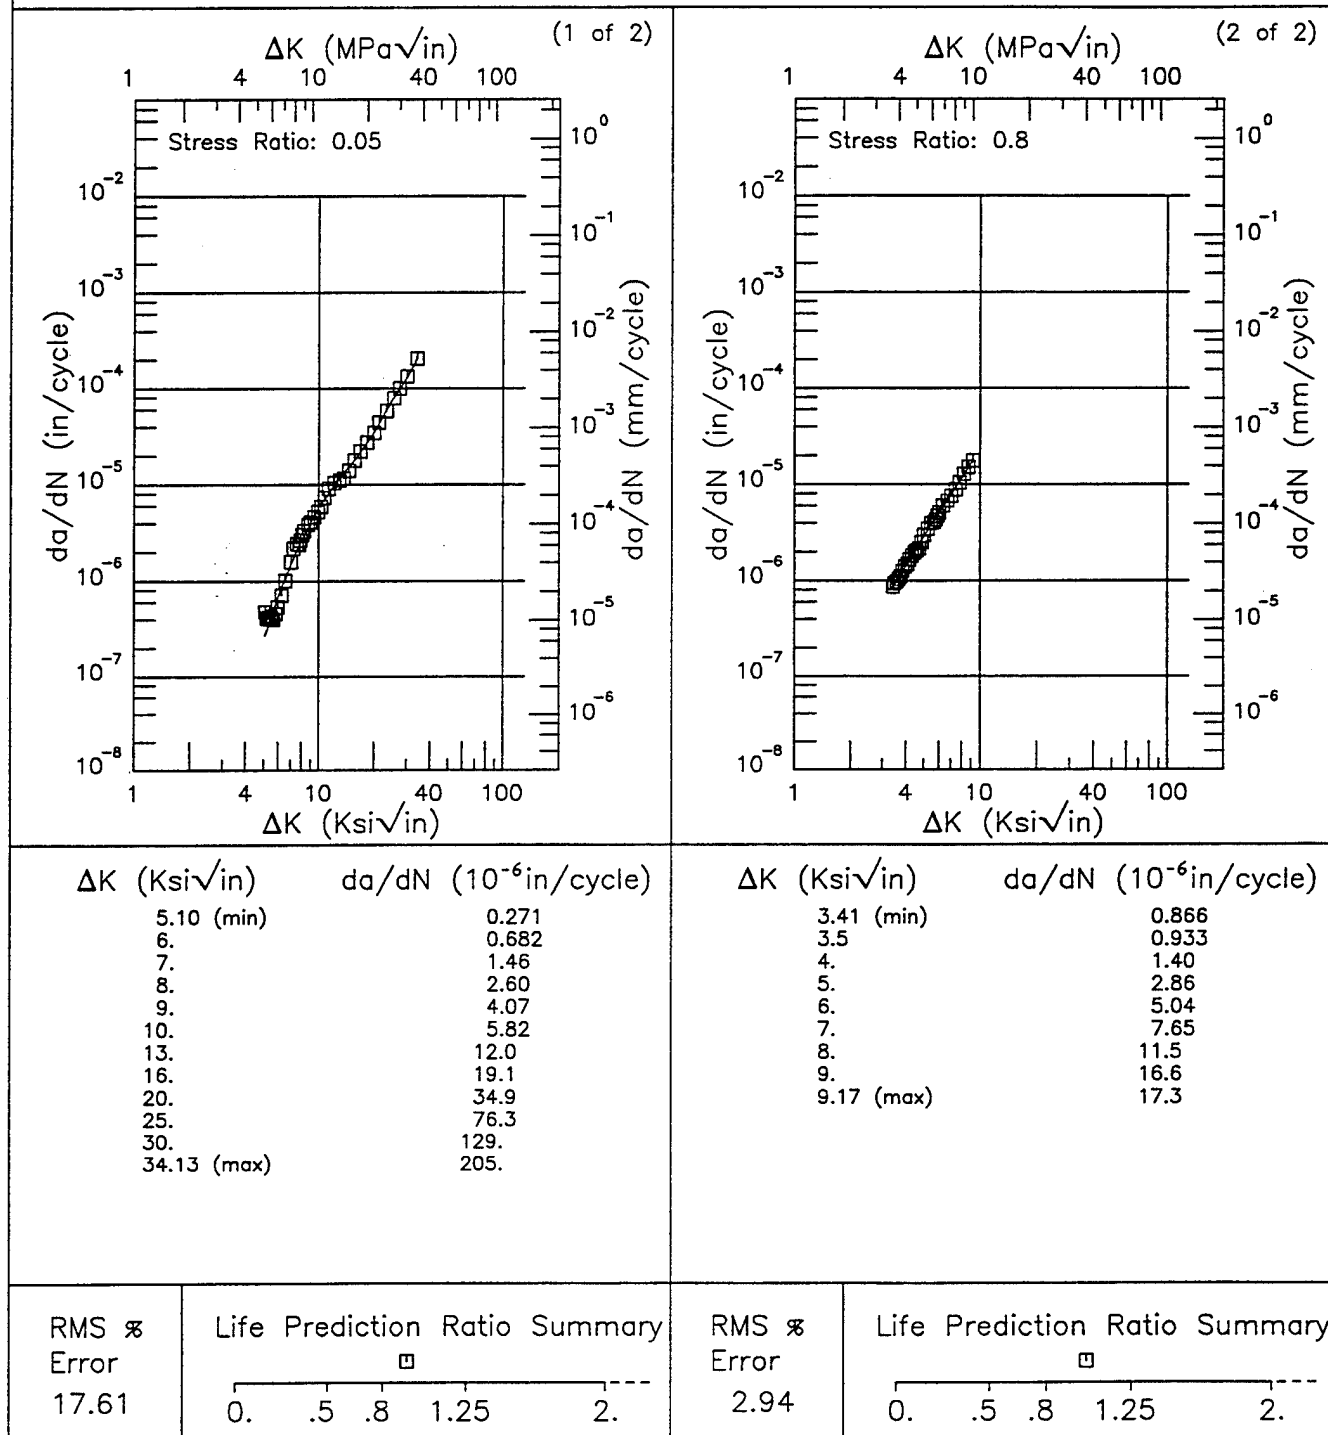 (1 of 2)
ΔK (MPa√in)
1 4 10 40 100
Stress Ratio: 0.05
10⁻²
10⁻³
10⁻⁴
10⁻⁵
10⁻⁶
10⁻⁷
10⁻⁸
da/dN (in/cycle)
10⁰
10⁻¹
10⁻²
10⁻³
10⁻⁴
10⁻⁵
10⁻⁶
da/dN (mm/cycle)
1 4 10 40 100
ΔK (Ksi√in)
(2 of 2)
ΔK (MPa√in)
1 4 10 40 100
Stress Ratio: 0.8
10⁻²
10⁻³
10⁻⁴
10⁻⁵
10⁻⁶
10⁻⁷
10⁻⁸
da/dN (in/cycle)
10⁰
10⁻¹
10⁻²
10⁻³
10⁻⁴
10⁻⁵
10⁻⁶
da/dN (mm/cycle)
1 4 10 40 100
ΔK (Ksi√in)
ΔK (Ksi√in) da/dN (10⁻⁶in/cycle)
5.10 (min) 0.271
6. 0.682
7. 1.46
8. 2.60
9. 4.07
10. 5.82
13. 12.0
16. 19.1
20. 34.9
25. 76.3
30. 129.
34.13 (max) 205.
ΔK (Ksi√in) da/dN (10⁻⁶in/cycle)
3.41 (min) 0.866
3.5 0.933
4. 1.40
5. 2.86
6. 5.04
7. 7.65
8. 11.5
9. 16.6
9.17 (max) 17.3
RMS %
Error
17.61
Life Prediction Ratio Summary
0. .5 .8 1.25 2.
RMS %
Error
2.94
Life Prediction Ratio Summary
0. .5 .8 1.25 2.